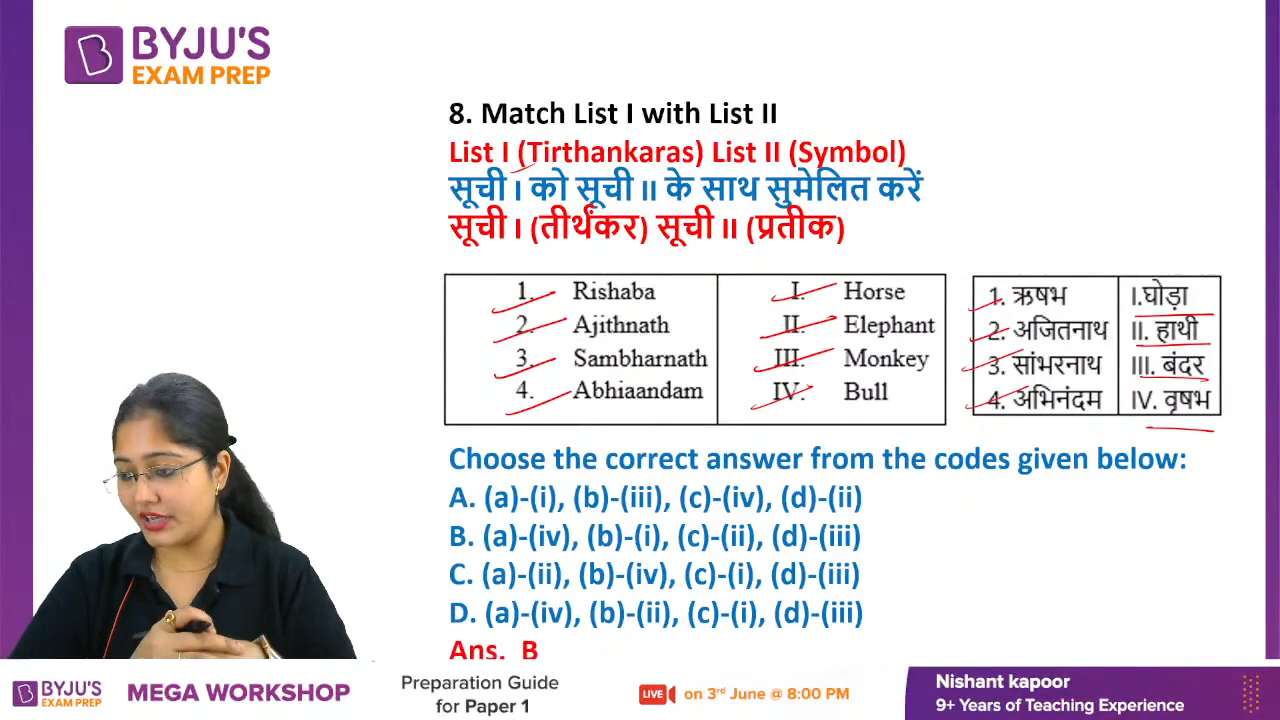 BYJU'S
EXAM PREP
8. Match List I with List II
List I (Tirthankaras) List II (Symbol)
सूची I को सूची II के साथ सुमेलित करें
सूची I (तीर्थंकर) सूची II (प्रतीक)
1. Rishaba I. Horse
2. Ajithnath II. Elephant
3. Sambharnath III. Monkey
4. Abhiaandam IV. Bull
1. ऋषभ I.घोड़ा
2. अजितनाथ II. हाथी
3. सांभरनाथ III. बंदर
4. अभिनंदम IV. वृषभ
Choose the correct answer from the codes given below:
A. (a)-(i), (b)-(iii), (c)-(iv), (d)-(ii)
B. (a)-(iv), (b)-(i), (c)-(ii), (d)-(iii)
C. (a)-(ii), (b)-(iv), (c)-(i), (d)-(iii)
D. (a)-(iv), (b)-(ii), (c)-(i), (d)-(iii)
Ans. B
BYJU'S
EXAM PREP
MEGA WORKSHOP
Preparation Guide
for Paper 1
LIVE on 3rd June @ 8:00 PM
Nishant kapoor
9+ Years of Teaching Experience